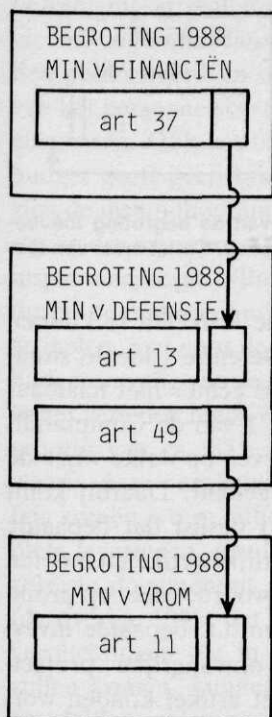 BEGROTING 1988
MIN v FINANCIËN
art 37
BEGROTING 1988
MIN v DEFENSIE
art 13
art 49
BEGROTING 1988
MIN v VROM
art 11